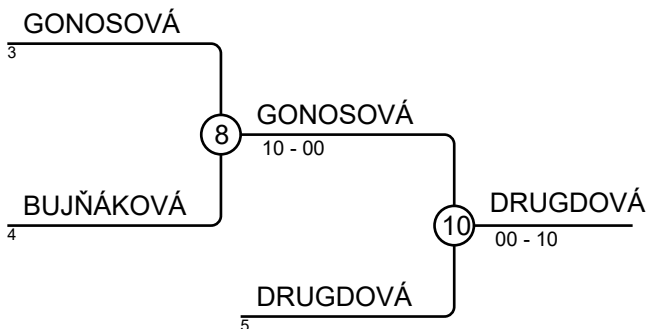 GONOSOVÁ
3
8
GONOSOVÁ
10 - 00
BUJŇÁKOVÁ
4
10
DRUGDOVÁ
00 - 10
DRUGDOVÁ
5